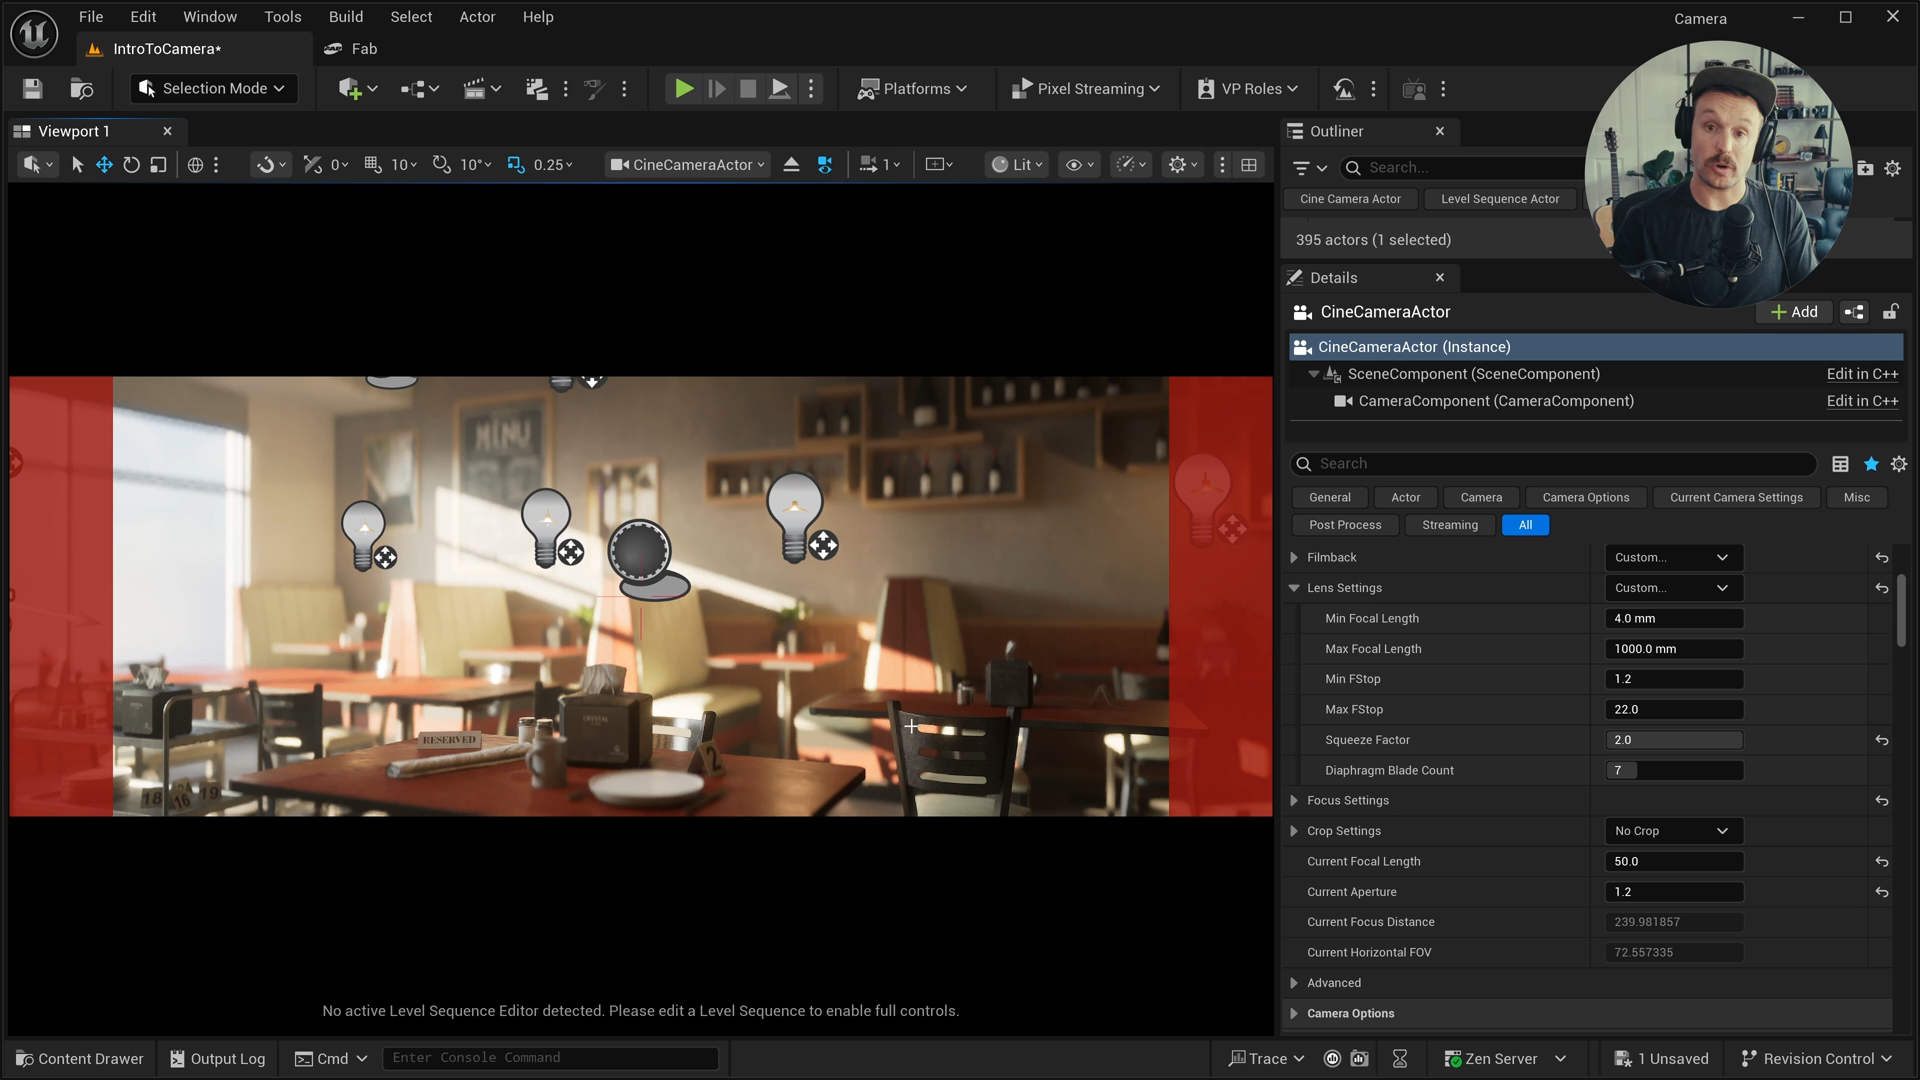 File Edit Window Tools Build Select Actor Help
Camera
IntroToCamera*
Fab
Selection Mode
Platforms
Pixel Streaming
VP Roles
Viewport 1
Outliner
0
10
10°
0.25
CineCameraActor
1
Lit
Search...
Cine Camera Actor
Level Sequence Actor
395 actors (1 selected)
Details
CineCameraActor
Add
CineCameraActor (Instance)
SceneComponent (SceneComponent)
Edit in C++
CameraComponent (CameraComponent)
Edit in C++
Search
General
Actor
Camera
Camera Options
Current Camera Settings
Misc
Post Process
Streaming
All
Filmback
Custom...
Lens Settings
Custom...
Min Focal Length
4.0 mm
Max Focal Length
1000.0 mm
Min FStop
1.2
Max FStop
22.0
Squeeze Factor
2.0
Diaphragm Blade Count
7
Focus Settings
Crop Settings
No Crop
Current Focal Length
50.0
Current Aperture
1.2
Current Focus Distance
239.981857
Current Horizontal FOV
72.557335
Advanced
Camera Options
MENU
RESERVED
CRYSTAL
2
18
16
19
No active Level Sequence Editor detected. Please edit a Level Sequence to enable full controls.
Content Drawer
Output Log
Cmd
Enter Console Command
Trace
Zen Server
1 Unsaved
Revision Control